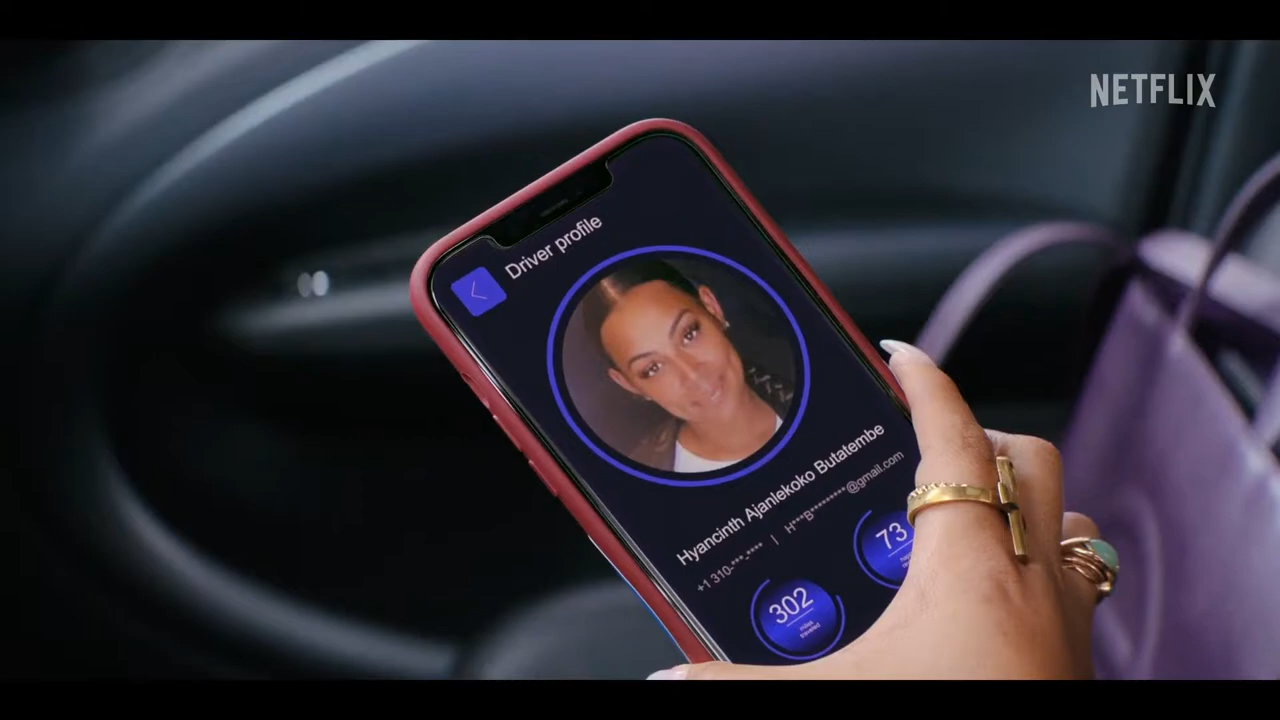 NETFLIX
Driver profile
Hyancinth Ajanlekoko Butatembe
+1 310-***-**** | H***B*********@gmail.com
73
302
miles
traveled